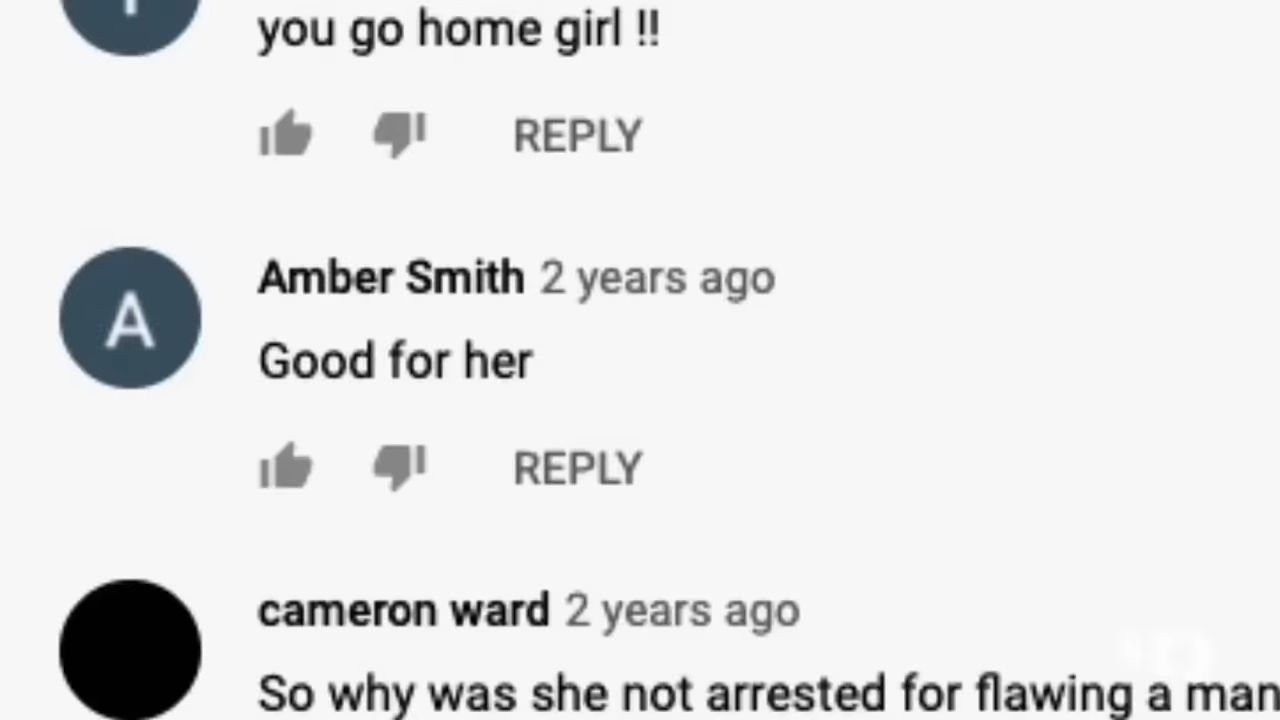 you go home girl !!
REPLY
Amber Smith 2 years ago
A
Good for her
REPLY
cameron ward 2 years ago
So why was she not arrested for flawing a man